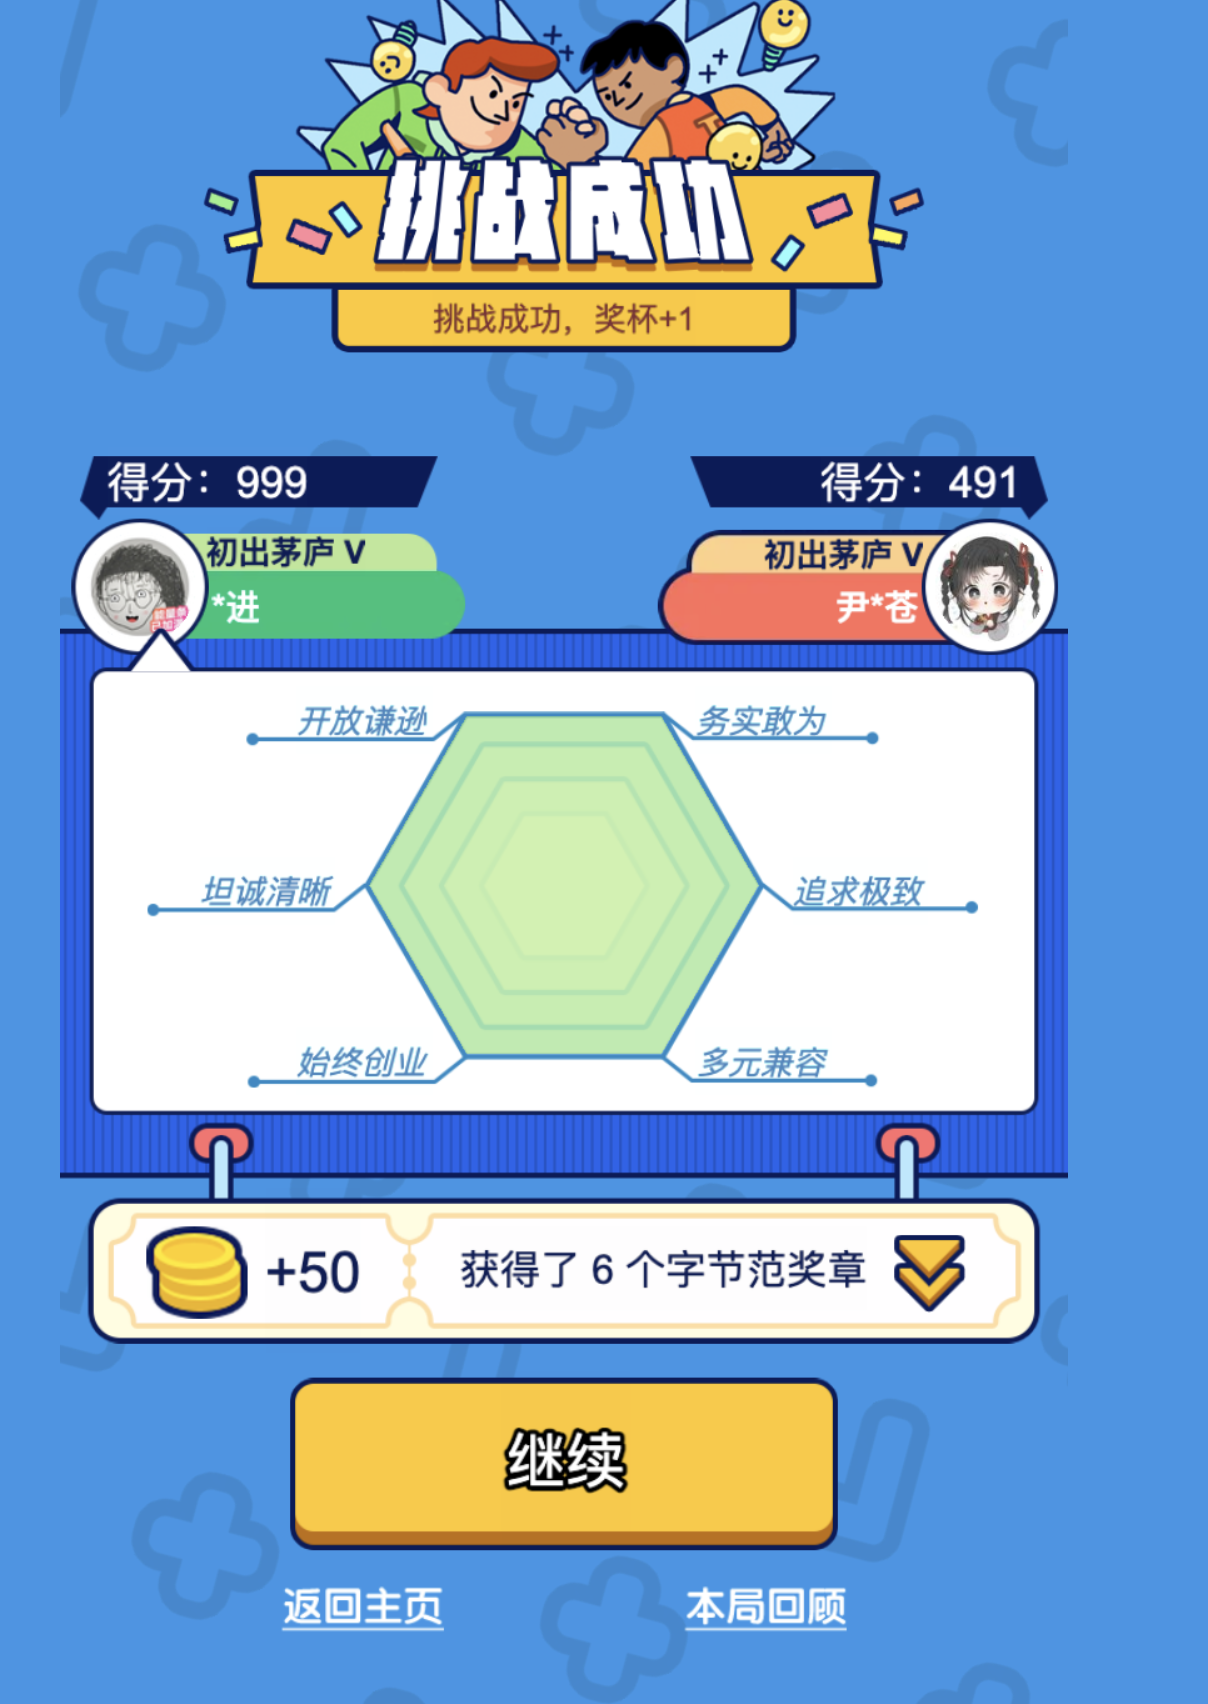 挑战成功
挑战成功，奖杯+1
得分：999
得分：491
初出茅庐 V
初出茅庐 V
*进
尹*苍
开放谦逊
务实敢为
坦诚清晰
追求极致
始终创业
多元兼容
+50
获得了 6 个字节范奖章
继续
返回主页
本局回顾